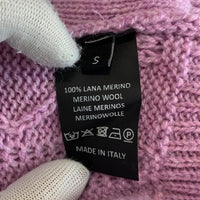 S
100% LANA MERINO
MERINO WOOL
LAINE MERINOS
MERINOWOLLE
MADE IN ITALY